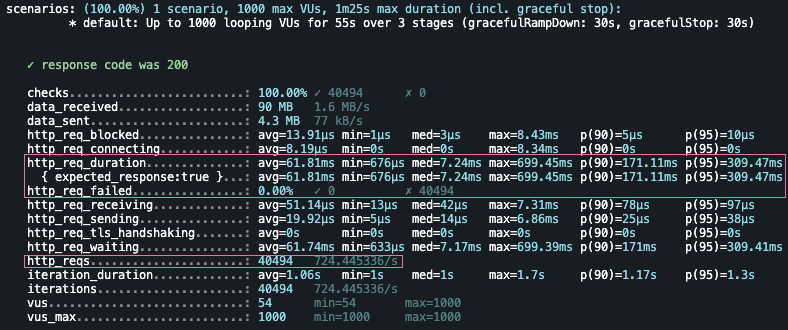 scenarios: (100.00%) 1 scenario, 1000 max VUs, 1m25s max duration (incl. graceful stop):
* default: Up to 1000 looping VUs for 55s over 3 stages (gracefulRampDown: 30s, gracefulStop: 30s)
✓ response code was 200
checks.........................: 100.00% ✓ 40494 ✗ 0
data_received..................: 90 MB 1.6 MB/s
data_sent......................: 4.3 MB 77 kB/s
http_req_blocked...............: avg=13.91µs min=1µs med=3µs max=8.43ms p(90)=5µs p(95)=10µs
http_req_connecting............: avg=8.19µs min=0s med=0s max=8.34ms p(90)=0s p(95)=0s
http_req_duration..............: avg=61.81ms min=676µs med=7.24ms max=699.45ms p(90)=171.11ms p(95)=309.47ms
{ expected_response:true }...: avg=61.81ms min=676µs med=7.24ms max=699.45ms p(90)=171.11ms p(95)=309.47ms
http_req_failed................: 0.00% ✓ 0 ✗ 40494
http_req_receiving.............: avg=51.14µs min=13µs med=42µs max=7.31ms p(90)=78µs p(95)=97µs
http_req_sending...............: avg=19.92µs min=5µs med=14µs max=6.86ms p(90)=25µs p(95)=38µs
http_req_tls_handshaking.......: avg=0s min=0s med=0s max=0s p(90)=0s p(95)=0s
http_req_waiting...............: avg=61.74ms min=633µs med=7.17ms max=699.39ms p(90)=171ms p(95)=309.41ms
http_reqs......................: 40494 724.445336/s
iteration_duration.............: avg=1.06s min=1s med=1s max=1.7s p(90)=1.17s p(95)=1.3s
iterations.....................: 40494 724.445336/s
vus............................: 54 min=54 max=1000
vus_max........................: 1000 min=1000 max=1000